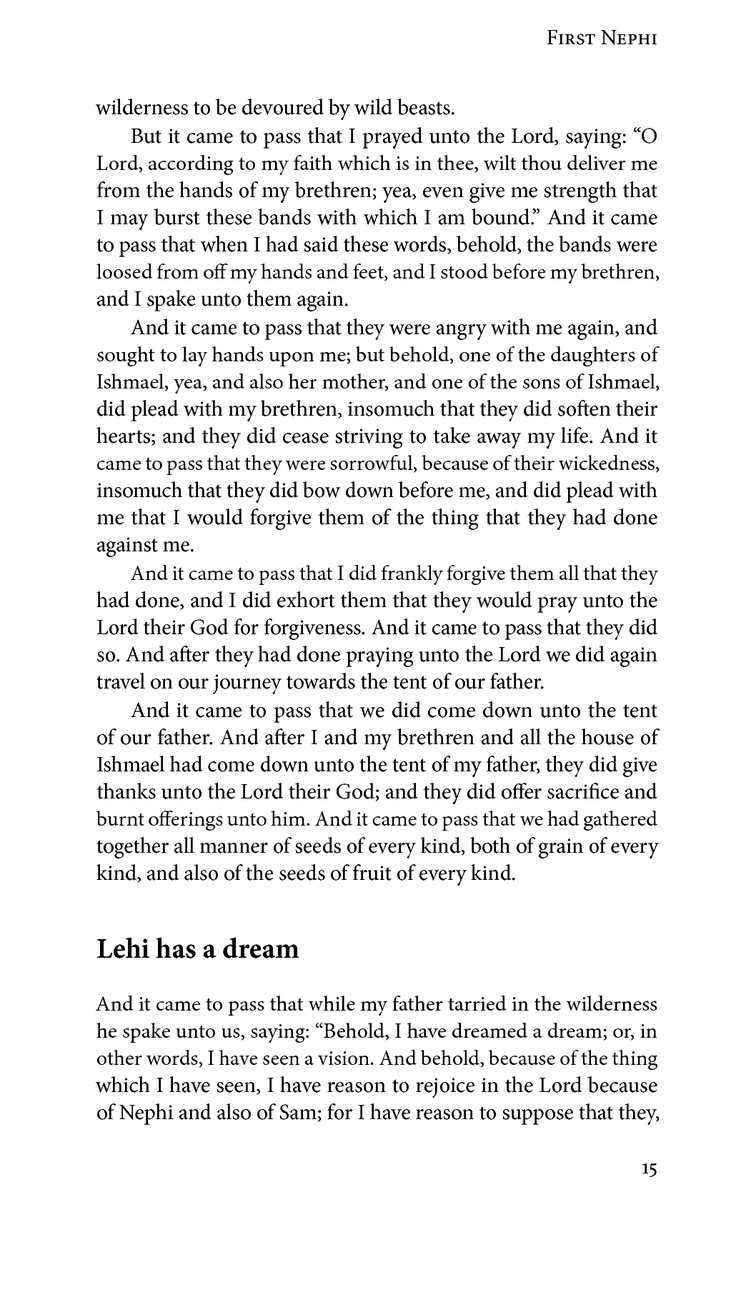 First Nephi
wilderness to be devoured by wild beasts.
But it came to pass that I prayed unto the Lord, saying: “O
Lord, according to my faith which is in thee, wilt thou deliver me
from the hands of my brethren; yea, even give me strength that
I may burst these bands with which I am bound.” And it came
to pass that when I had said these words, behold, the bands were
loosed from off my hands and feet, and I stood before my brethren,
and I spake unto them again.
And it came to pass that they were angry with me again, and
sought to lay hands upon me; but behold, one of the daughters of
Ishmael, yea, and also her mother, and one of the sons of Ishmael,
did plead with my brethren, insomuch that they did soften their
hearts; and they did cease striving to take away my life. And it
came to pass that they were sorrowful, because of their wickedness,
insomuch that they did bow down before me, and did plead with
me that I would forgive them of the thing that they had done
against me.
And it came to pass that I did frankly forgive them all that they
had done, and I did exhort them that they would pray unto the
Lord their God for forgiveness. And it came to pass that they did
so. And after they had done praying unto the Lord we did again
travel on our journey towards the tent of our father.
And it came to pass that we did come down unto the tent
of our father. And after I and my brethren and all the house of
Ishmael had come down unto the tent of my father, they did give
thanks unto the Lord their God; and they did offer sacrifice and
burnt offerings unto him. And it came to pass that we had gathered
together all manner of seeds of every kind, both of grain of every
kind, and also of the seeds of fruit of every kind.
Lehi has a dream
And it came to pass that while my father tarried in the wilderness
he spake unto us, saying: “Behold, I have dreamed a dream; or, in
other words, I have seen a vision. And behold, because of the thing
which I have seen, I have reason to rejoice in the Lord because
of Nephi and also of Sam; for I have reason to suppose that they,
15